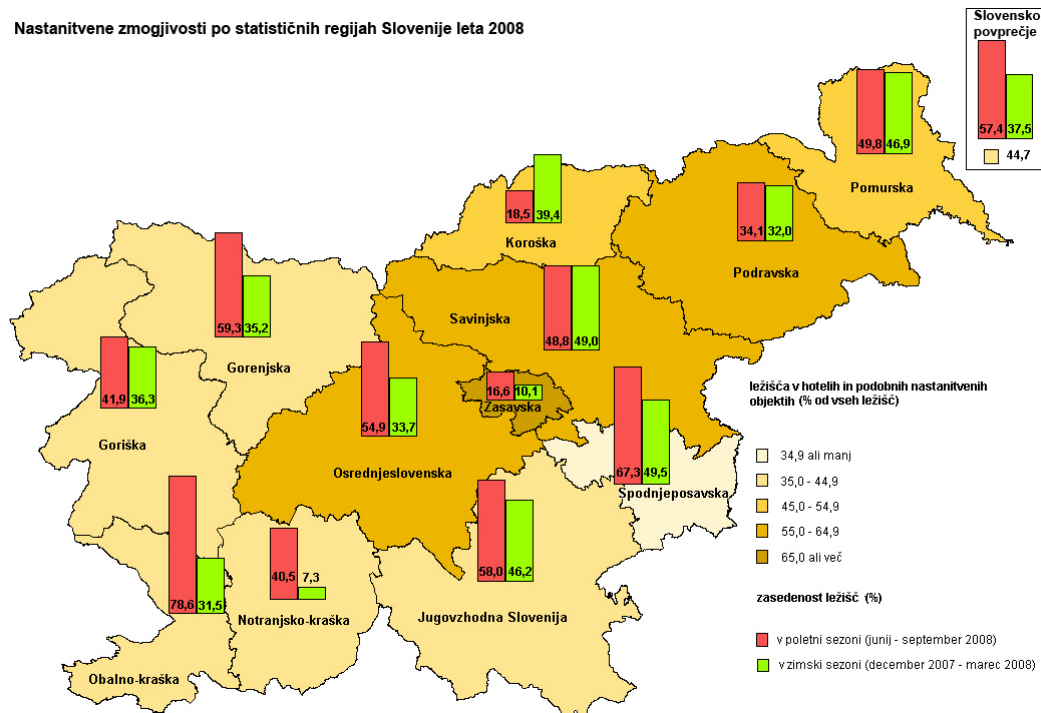 Nastanitvene zmogjivosti po statističnih regijah Slovenije leta 2008
Slovensko
povprečje
57,4 37,5
44,7
49,8 46,9
Pomurska
18,5 39,4
Koroška
34,1 32,0
Podravska
59,3 35,2
Gorenjska
Savinjska
48,8 49,0
41,9 36,3
Goriška
54,9 33,7
Osrednjeslovenska
16,6 10,1
Zasavska
67,3 49,5
Spodnjeposavska
78,6 31,5
Obalno-kraška
40,5 7,3
Notranjsko-kraška
58,0 46,2
Jugovzhodna Slovenija
ležišča v hotelih in podobnih nastanitvenih
objektih (% od vseh ležišč)
34,9 ali manj
35,0 - 44,9
45,0 - 54,9
55,0 - 64,9
65,0 ali več
zasedenost ležišč (%)
v poletni sezoni (junij - september 2008)
v zimski sezoni (december 2007 - marec 2008)